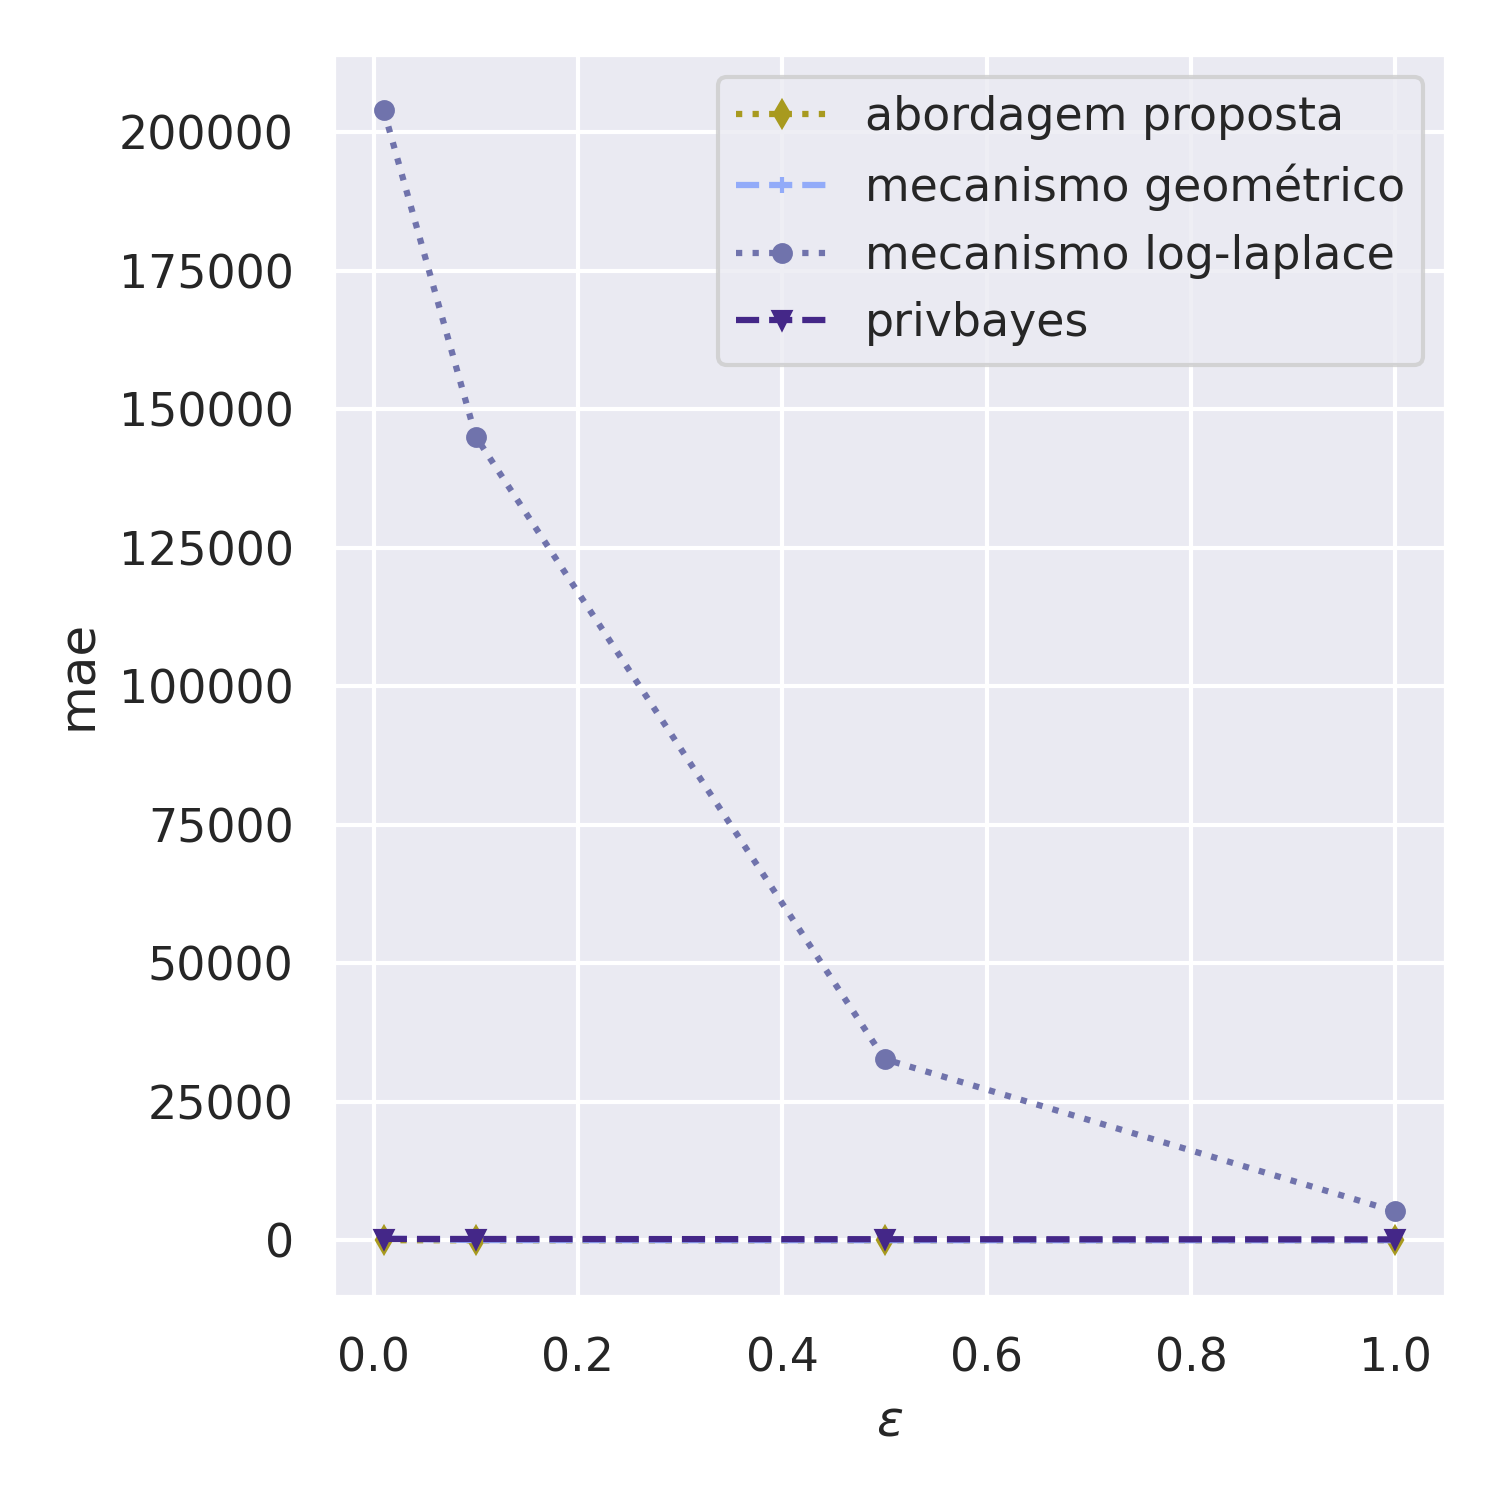 abordagem proposta
mecanismo geométrico
mecanismo log-laplace
privbayes
200000
175000
150000
125000
100000
75000
50000
25000
0
mae
0.0 0.2 0.4 0.6 0.8 1.0
ε